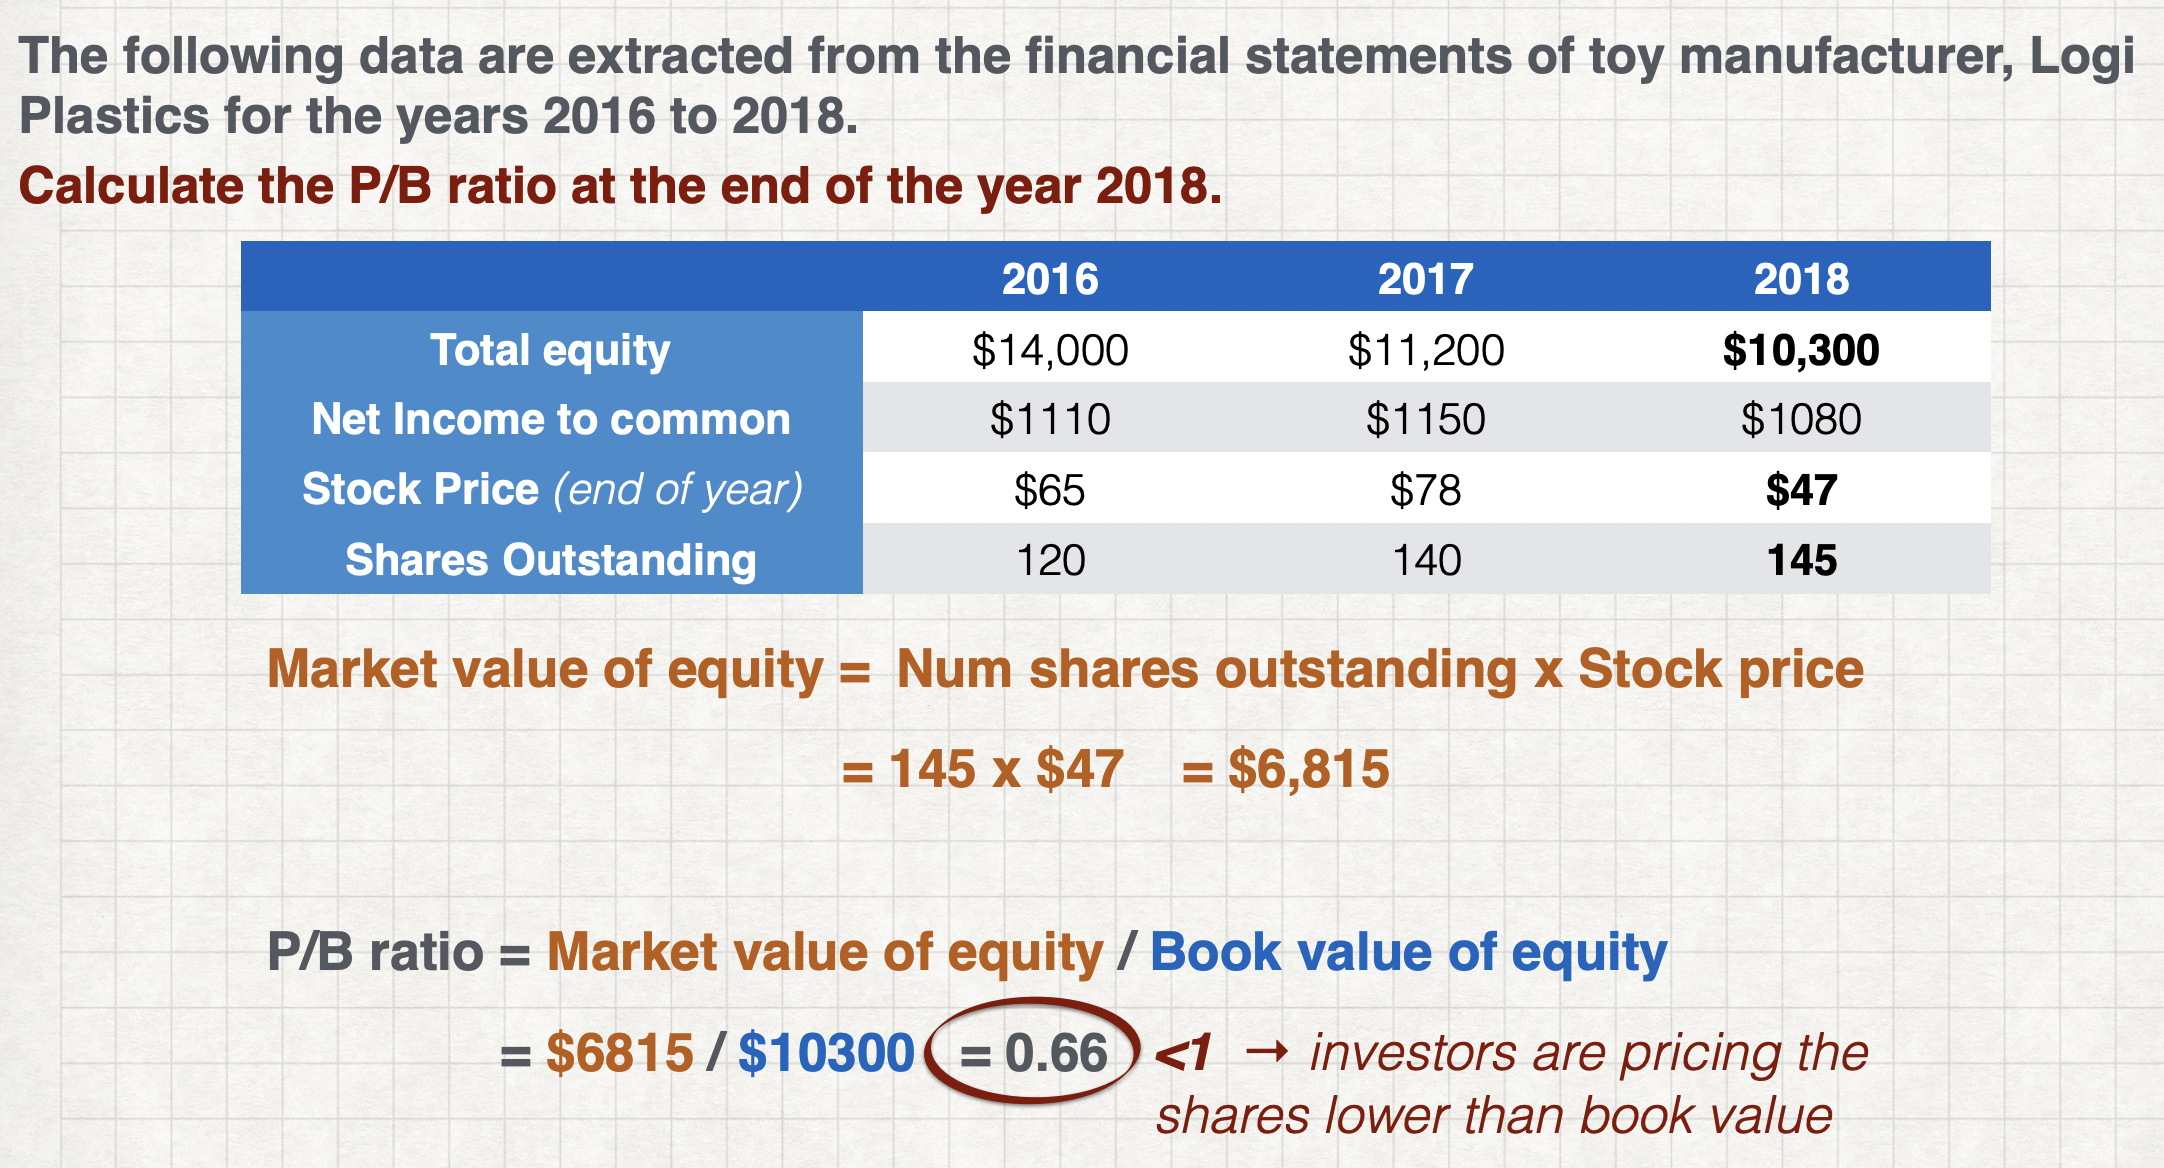 The following data are extracted from the financial statements of toy manufacturer, Logi
Plastics for the years 2016 to 2018.
Calculate the P/B ratio at the end of the year 2018.
2016 2017 2018
Total equity $14,000 $11,200 $10,300
Net Income to common $1110 $1150 $1080
Stock Price (end of year) $65 $78 $47
Shares Outstanding 120 140 145
Market value of equity = Num shares outstanding x Stock price
= 145 x $47 = $6,815
P/B ratio = Market value of equity / Book value of equity
= $6815 / $10300 = 0.66 <1 → investors are pricing the
shares lower than book value